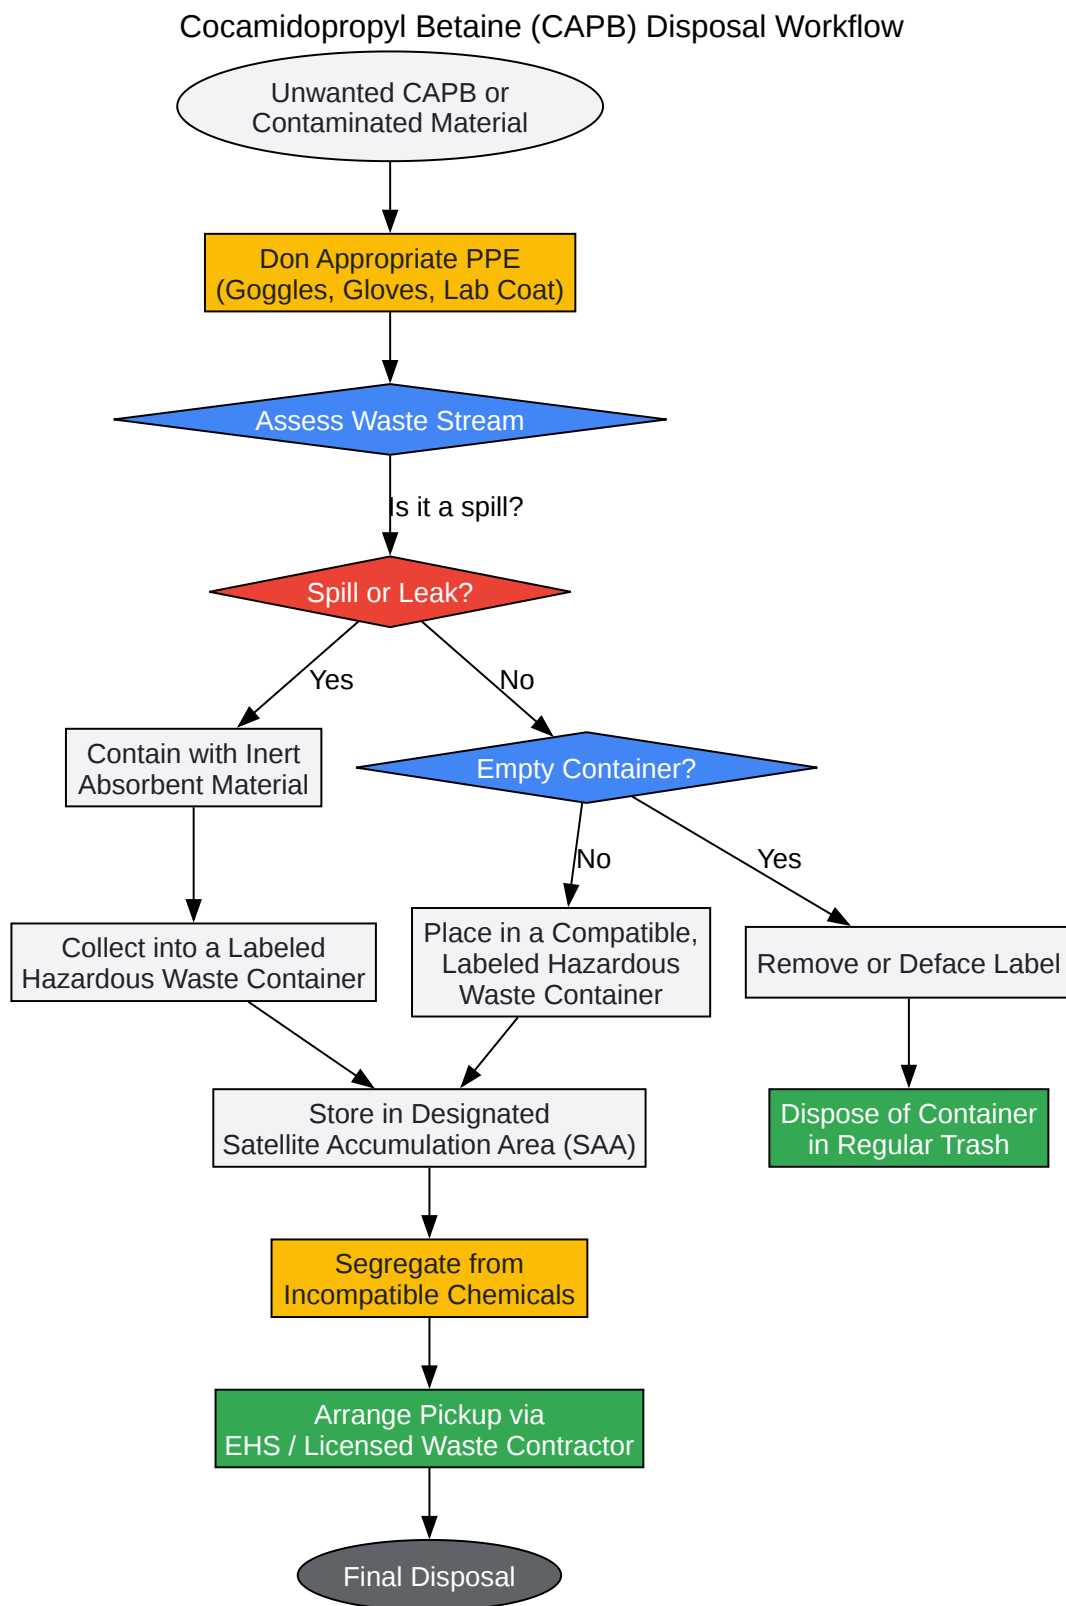 Cocamidopropyl Betaine (CAPB) Disposal Workflow
Unwanted CAPB or
Contaminated Material
Don Appropriate PPE
(Goggles, Gloves, Lab Coat)
Assess Waste Stream
Is it a spill?
Spill or Leak?
Yes
No
Contain with Inert
Absorbent Material
Empty Container?
No
Yes
Collect into a Labeled
Hazardous Waste Container
Place in a Compatible,
Labeled Hazardous
Waste Container
Remove or Deface Label
Store in Designated
Satellite Accumulation Area (SAA)
Dispose of Container
in Regular Trash
Segregate from
Incompatible Chemicals
Arrange Pickup via
EHS / Licensed Waste Contractor
Final Disposal